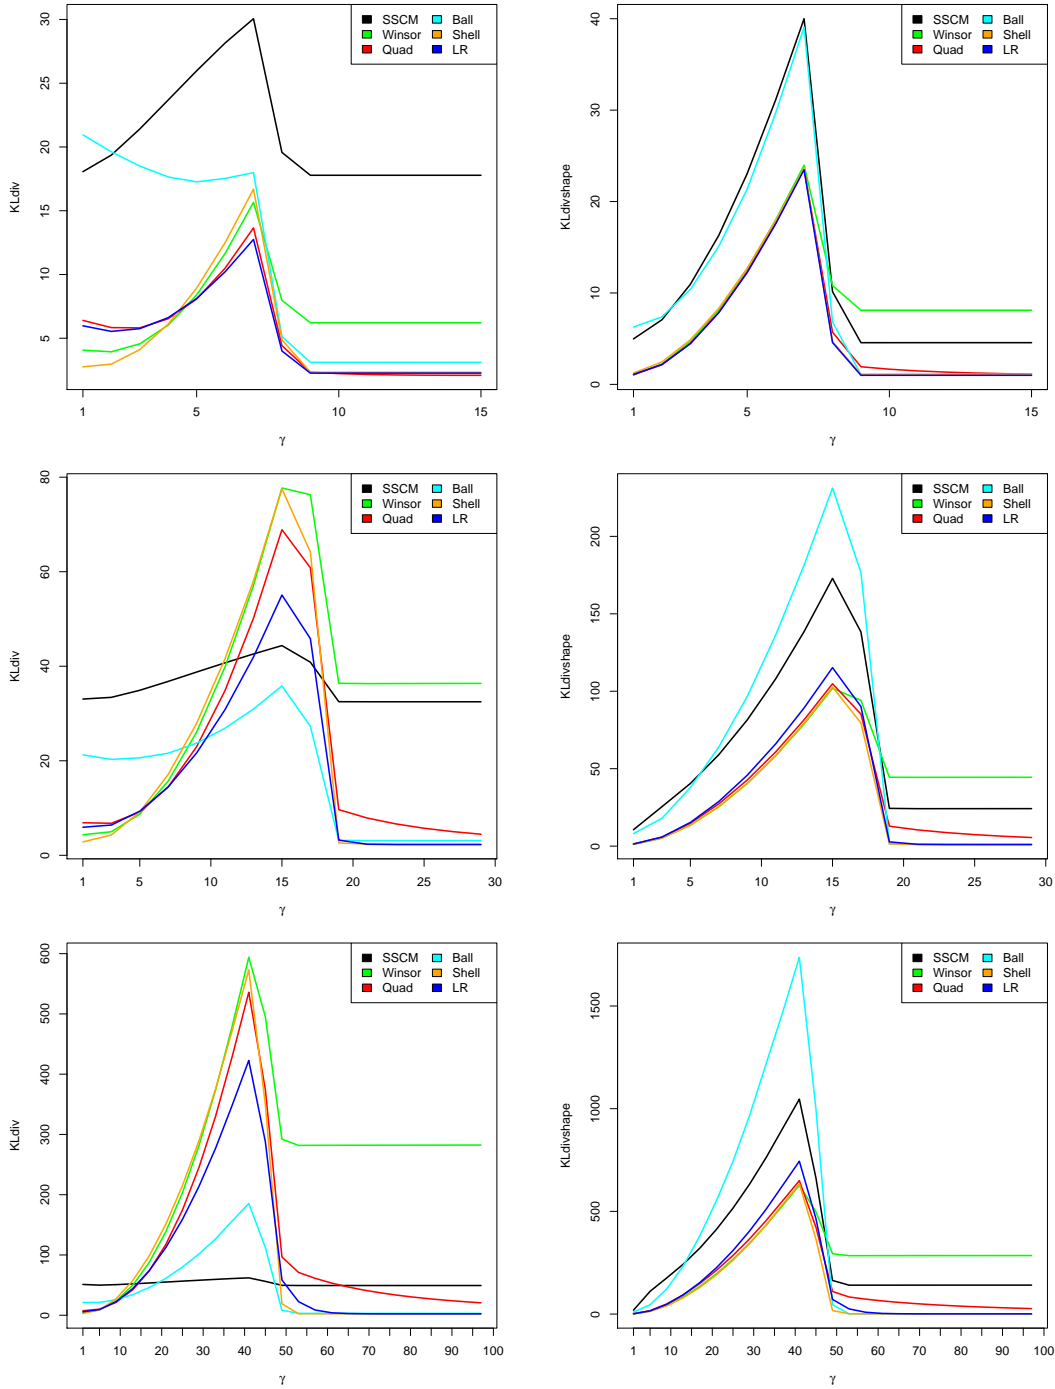 KLdiv
30
25
20
15
10
5
SSCM Ball
Winsor Shell
Quad LR
1 5 10 15
γ
KLdivshape
40
30
20
10
0
SSCM Ball
Winsor Shell
Quad LR
1 5 10 15
γ
KLdiv
80
60
40
20
0
SSCM Ball
Winsor Shell
Quad LR
1 5 10 15 20 25 30
γ
KLdivshape
200
150
100
50
0
SSCM Ball
Winsor Shell
Quad LR
1 5 10 15 20 25 30
γ
KLdiv
600
500
400
300
200
100
0
SSCM Ball
Winsor Shell
Quad LR
1 10 20 30 40 50 60 70 80 90 100
γ
KLdivshape
1500
1000
500
0
SSCM Ball
Winsor Shell
Quad LR
1 10 20 30 40 50 60 70 80 90 100
γ